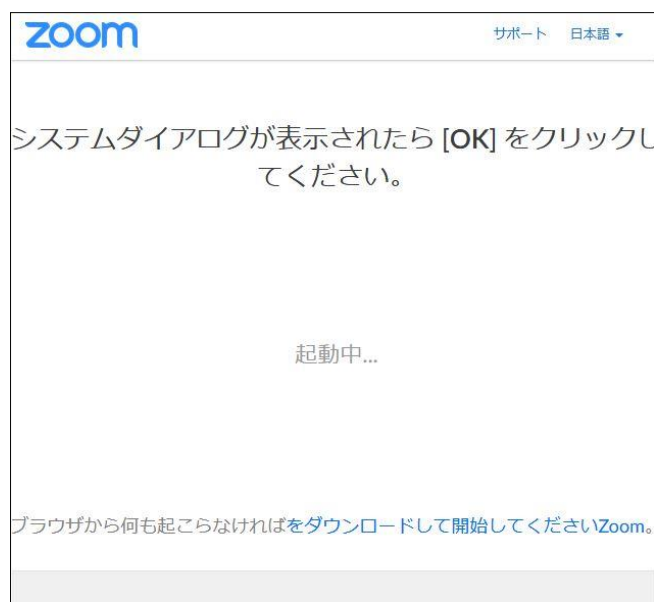 zoom
サポート 日本語
システムダイアログが表示されたら [OK] をクリックし
てください。
起動中...
ブラウザから何も起こらなければをダウンロードして開始してくださいZoom。